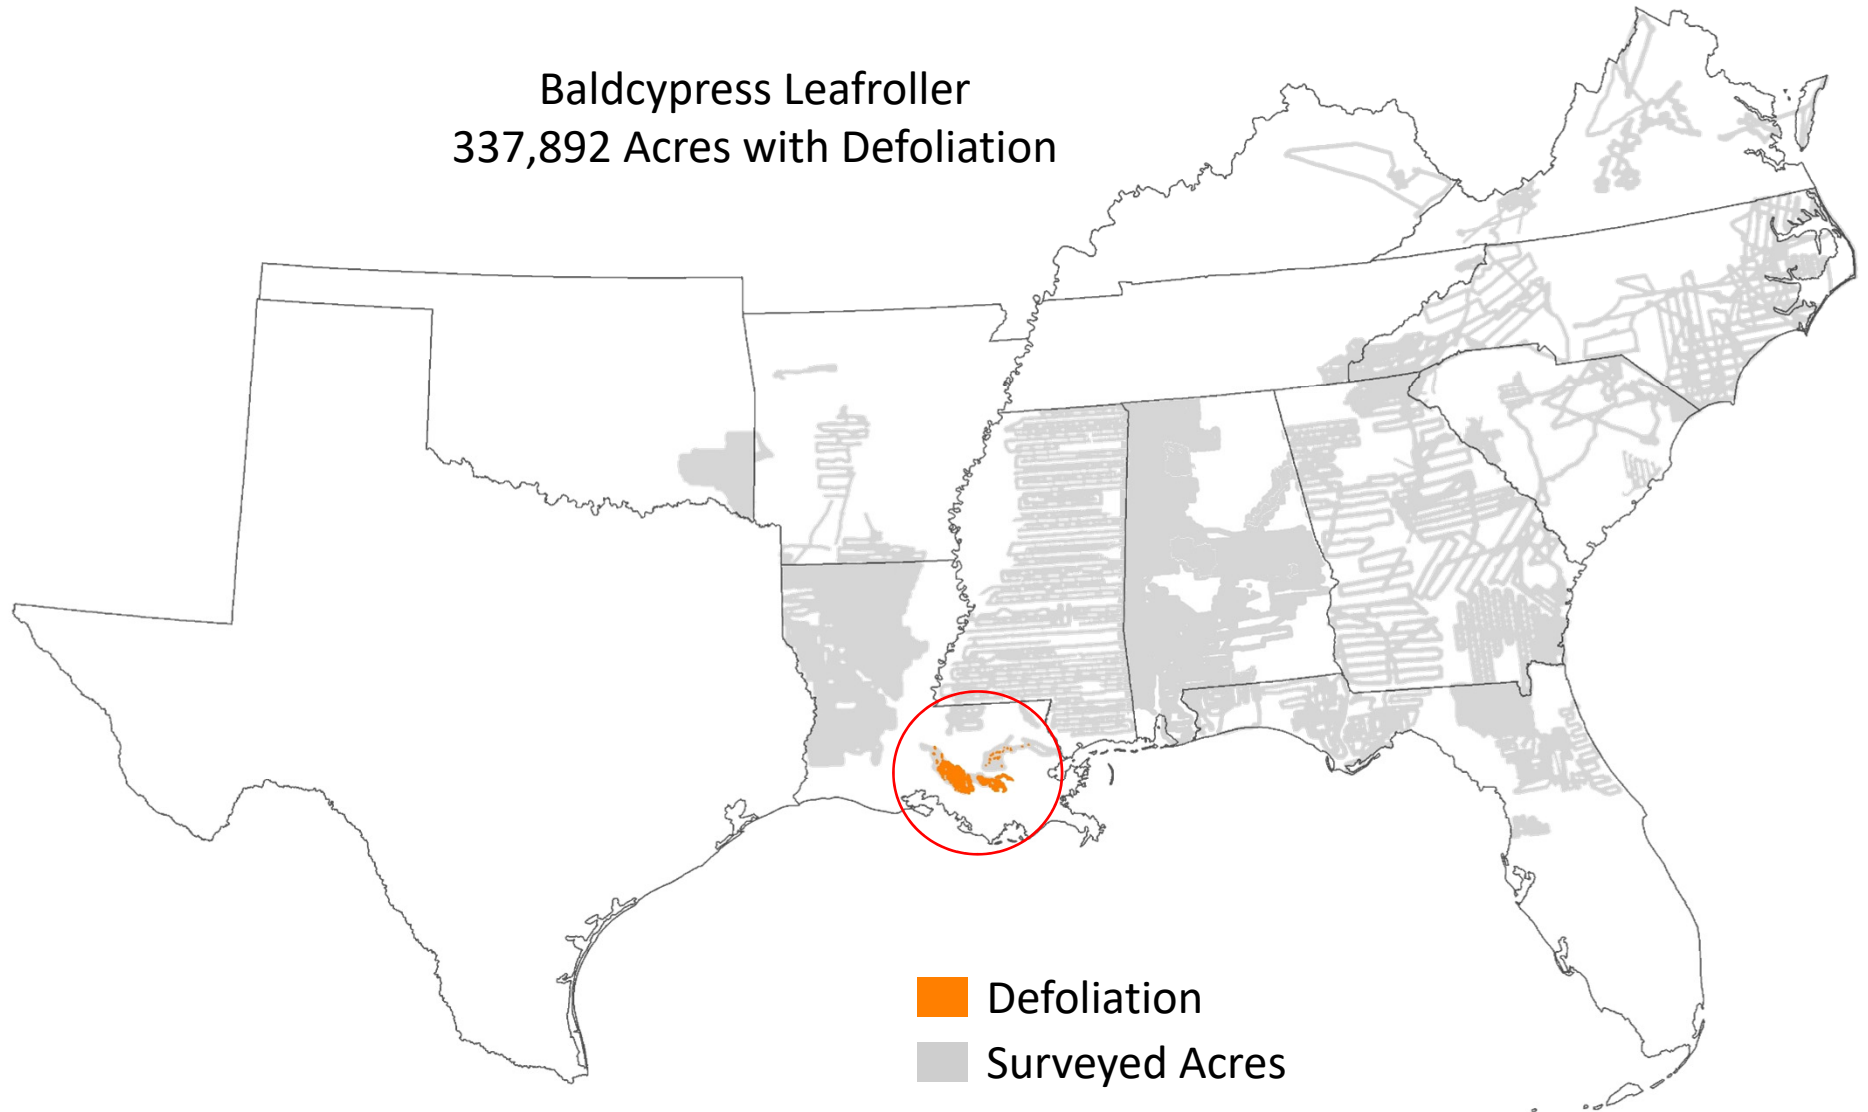 Baldcypress Leafroller
337,892 Acres with Defoliation
Defoliation
Surveyed Acres